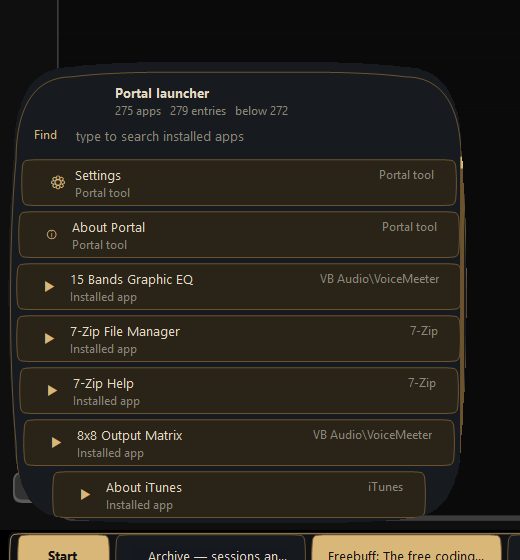 Portal launcher
275 apps 279 entries below 272
Find type to search installed apps
Settings Portal tool
Portal tool
About Portal Portal tool
Portal tool
15 Bands Graphic EQ VB Audio\VoiceMeeter
Installed app
7-Zip File Manager 7-Zip
Installed app
7-Zip Help 7-Zip
Installed app
8x8 Output Matrix VB Audio\VoiceMeeter
Installed app
About iTunes iTunes
Installed app
Start Archive — sessions an... Freebuff: The free coding...